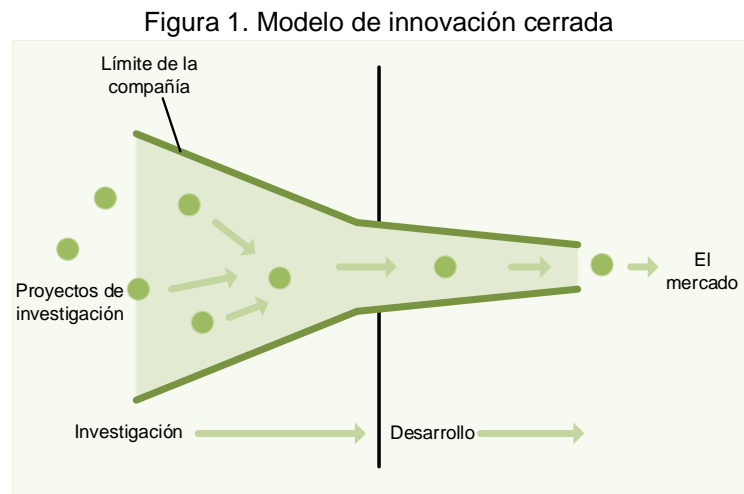 Figura 1. Modelo de innovación cerrada
Límite de la
compañía
Proyectos de
investigación
El
mercado
Investigación
Desarrollo